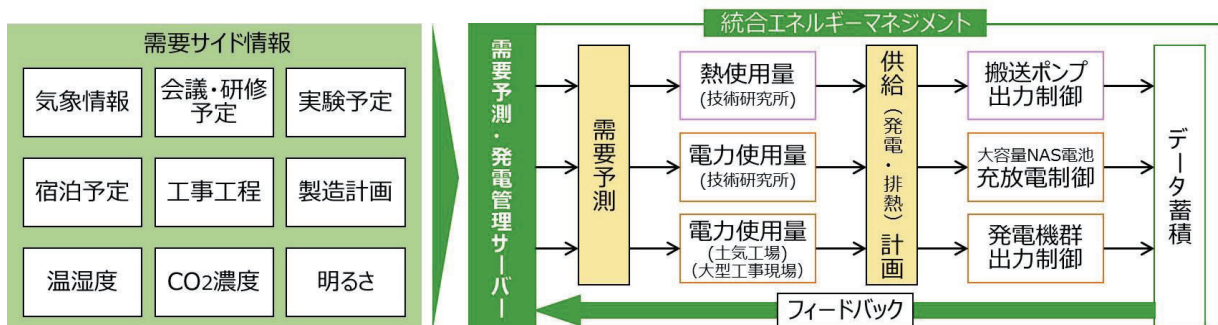 需要サイド情報
気象情報
会議・研修
予定
実験予定
宿泊予定
工事工程
製造計画
温湿度
CO2濃度
明るさ
需要予測・発電管理サーバー
統合エネルギーマネジメント
需要予測
熱使用量
(技術研究所)
電力使用量
(技術研究所)
電力使用量
(土気工場)
(大型工事現場)
供給(発電・排熱)計画
搬送ポンプ
出力制御
大容量NAS電池
充放電制御
発電機群
出力制御
データ蓄積
フィードバック